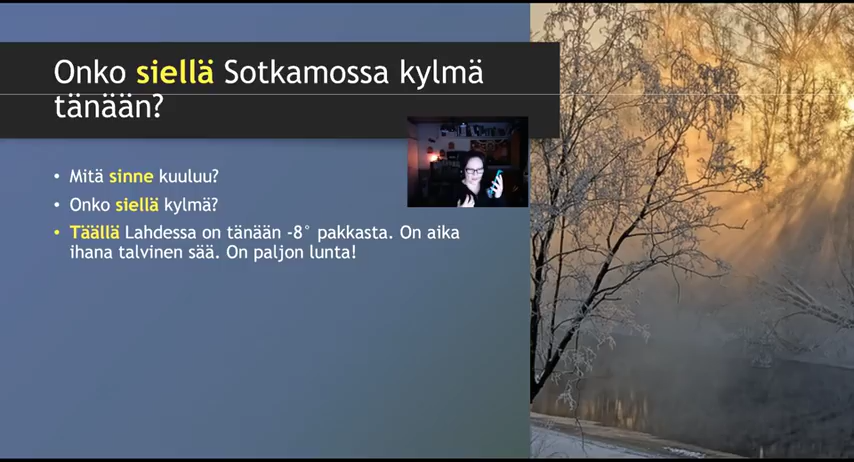 Onko siellä Sotkamossa kylmä
tänään?
• Mitä sinne kuuluu?
• Onko siellä kylmä?
• Täällä Lahdessa on tänään -8° pakkasta. On aika
ihana talvinen sää. On paljon lunta!